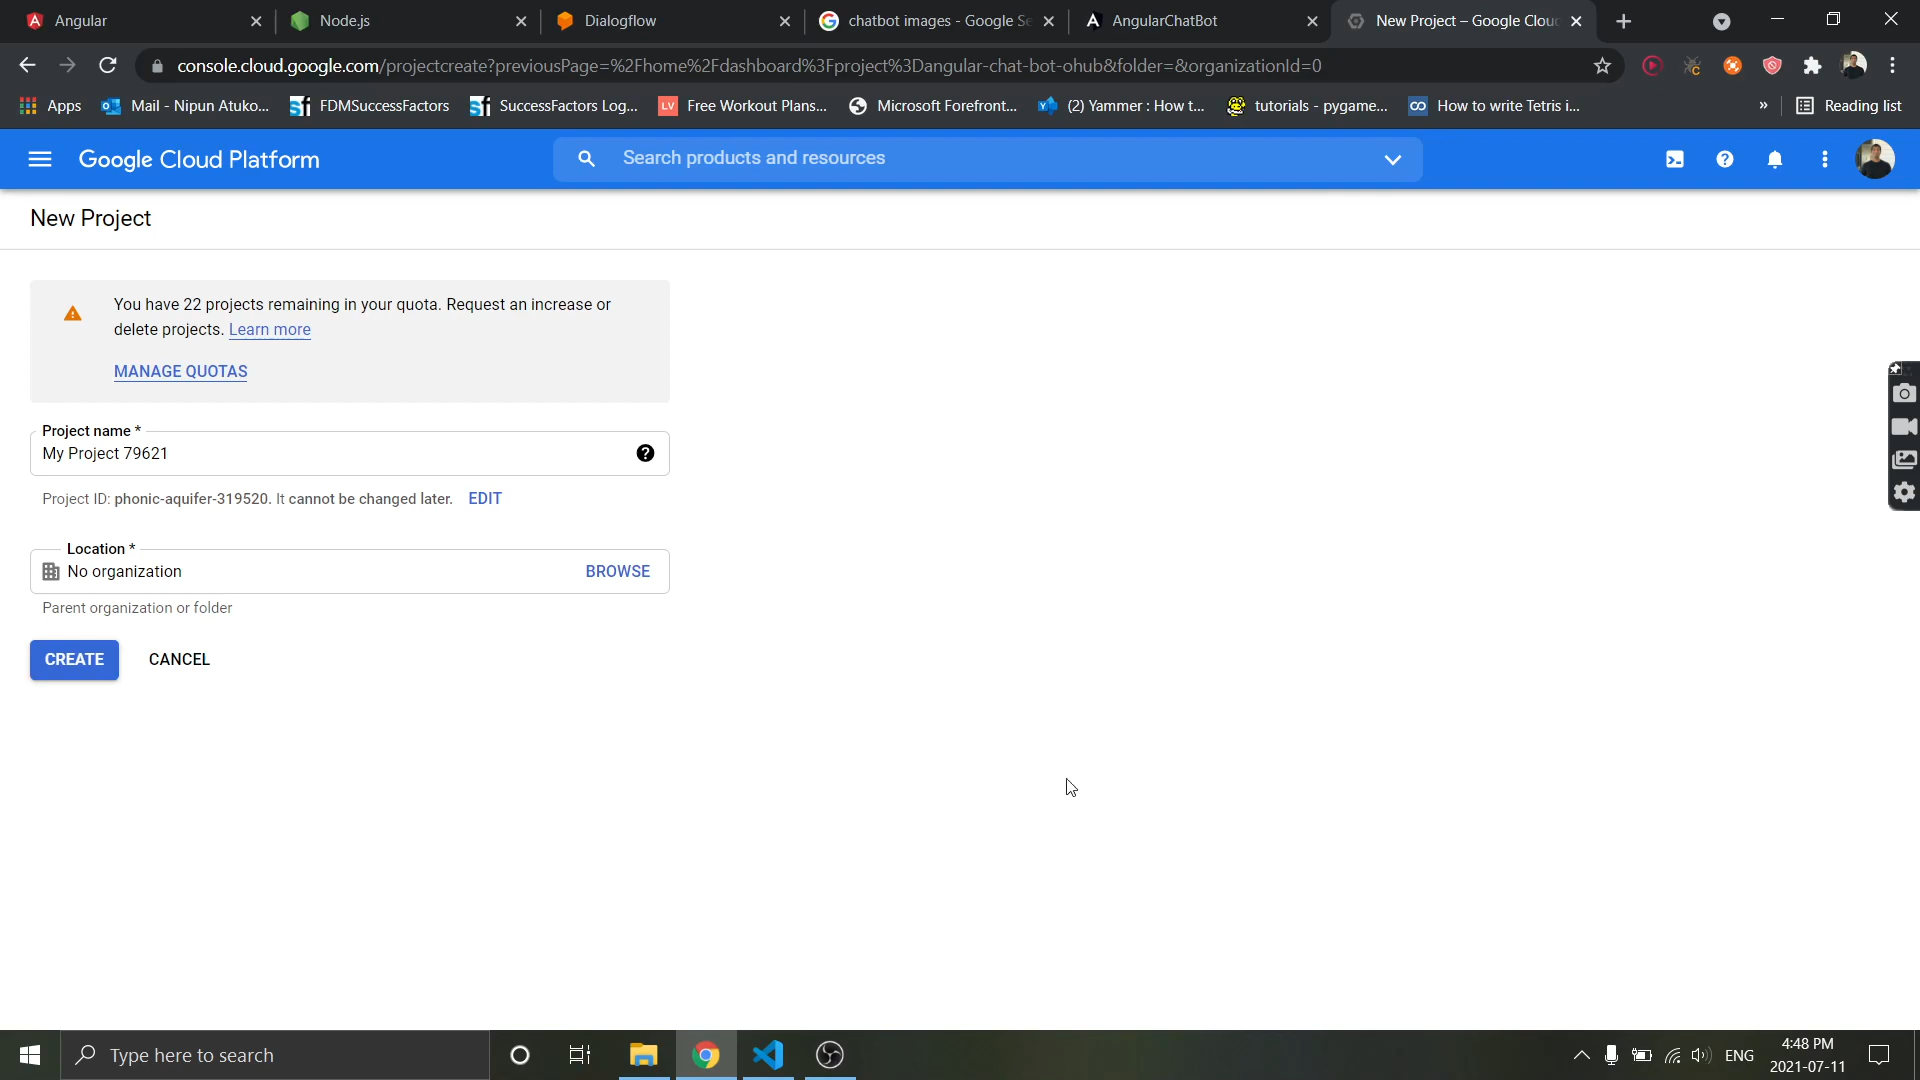 Angular
Node.js
Dialogflow
chatbot images - Google Se
AngularChatBot
New Project – Google Clou
console.cloud.google.com/projectcreate?previousPage=%2Fhome%2Fdashboard%3Fproject%3Dangular-chat-bot-ohub&folder=&organizationId=0
Apps
Mail - Nipun Atuko...
FDMSuccessFactors
SuccessFactors Log...
LV
Free Workout Plans...
Microsoft Forefront...
(2) Yammer : How t...
tutorials - pygame...
How to write Tetris i...
»
Reading list
Google Cloud Platform
Search products and resources
New Project
You have 22 projects remaining in your quota. Request an increase or
delete projects. Learn more
MANAGE QUOTAS
Project name *
My Project 79621
Project ID: phonic-aquifer-319520. It cannot be changed later. EDIT
Location *
No organization
BROWSE
Parent organization or folder
CREATE
CANCEL
Type here to search
ENG
4:48 PM
2021-07-11